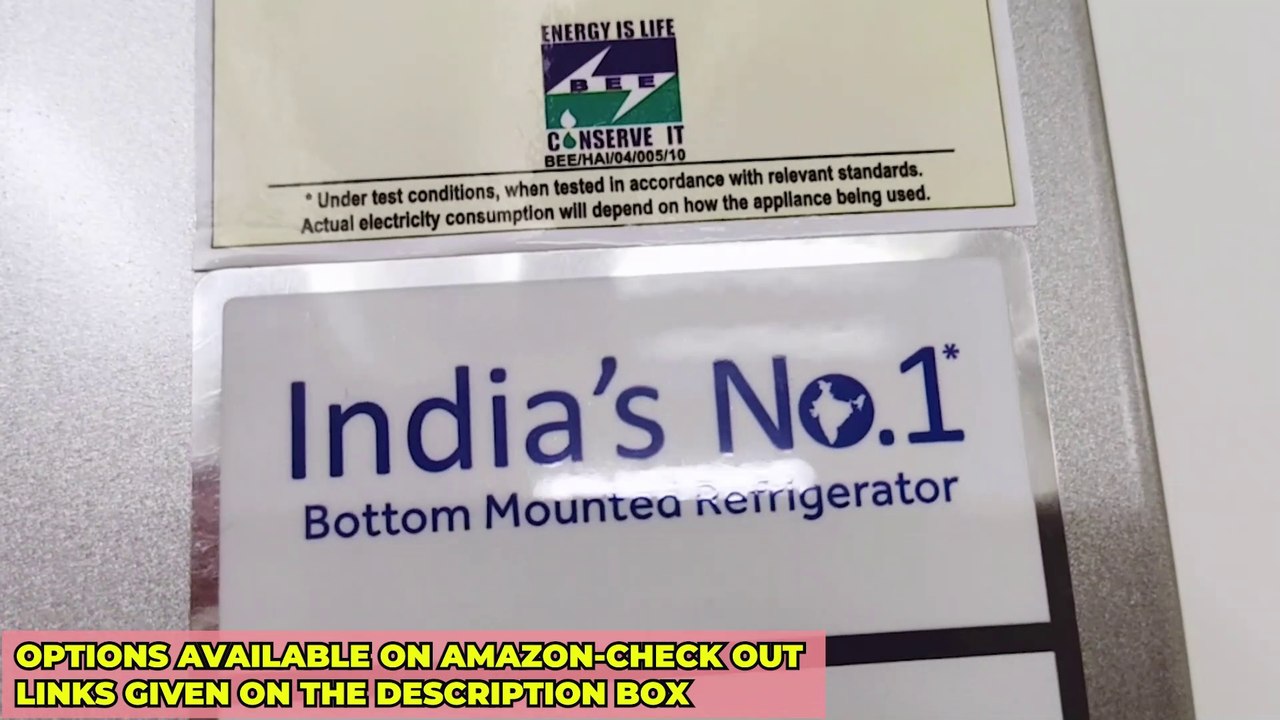 ENERGY IS LIFE
BEE
CONSERVE IT
BEE/HAI/04/005/10
* Under test conditions, when tested in accordance with relevant standards.
Actual electricity consumption will depend on how the appliance being used.
India's No.1*
Bottom Mounted Refrigerator
OPTIONS AVAILABLE ON AMAZON-CHECK OUT
LINKS GIVEN ON THE DESCRIPTION BOX